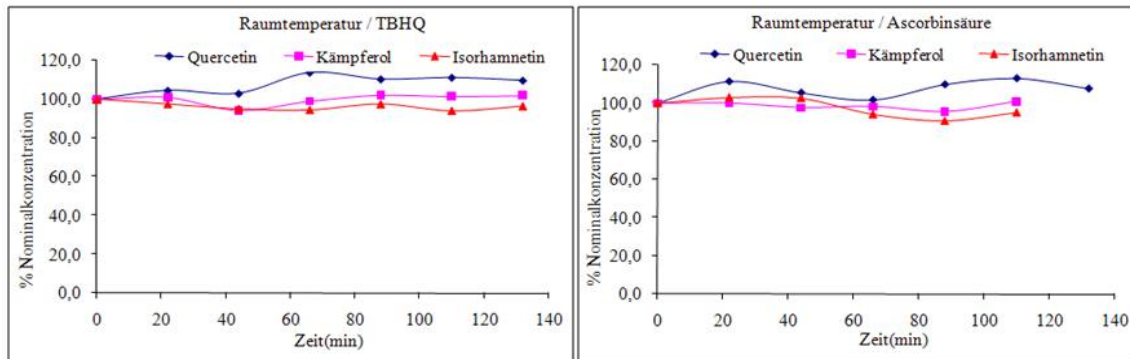 Raumtemperatur / TBHQ
Quercetin Kämpferol Isorhamnetin
120,0
100,0
80,0
60,0
40,0
20,0
0,0
% Nominalkonzentration
0 20 40 60 80 100 120 140
Zeit(min)
Raumtemperatur / Ascorbinsäure
Quercetin Kämpferol Isorhamnetin
120,0
100,0
80,0
60,0
40,0
20,0
0,0
% Nominalkonzentration
0 20 40 60 80 100 120 140
Zeit(min)